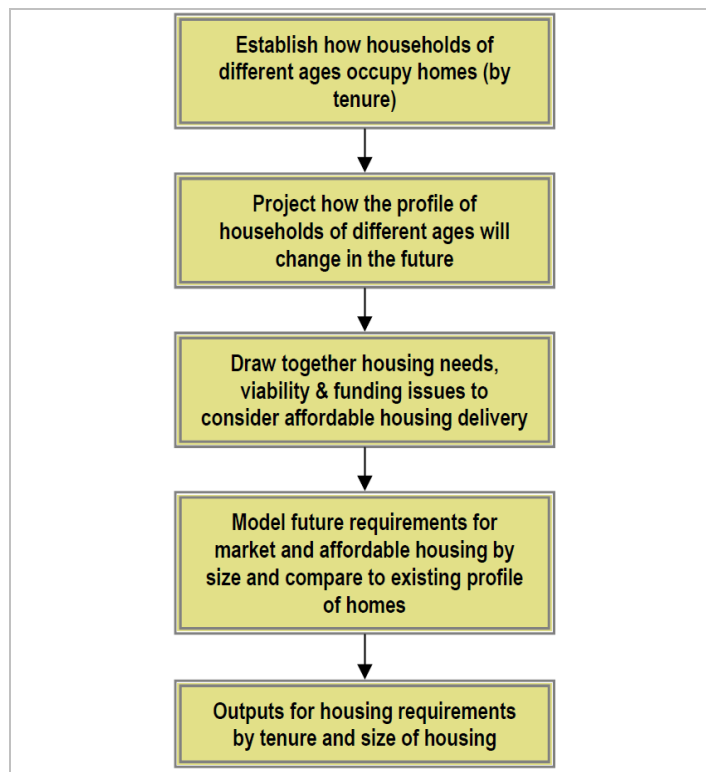 Establish how households of
different ages occupy homes (by
tenure)
Project how the profile of
households of different ages will
change in the future
Draw together housing needs,
viability & funding issues to
consider affordable housing delivery
Model future requirements for
market and affordable housing by
size and compare to existing profile
of homes
Outputs for housing requirements
by tenure and size of housing